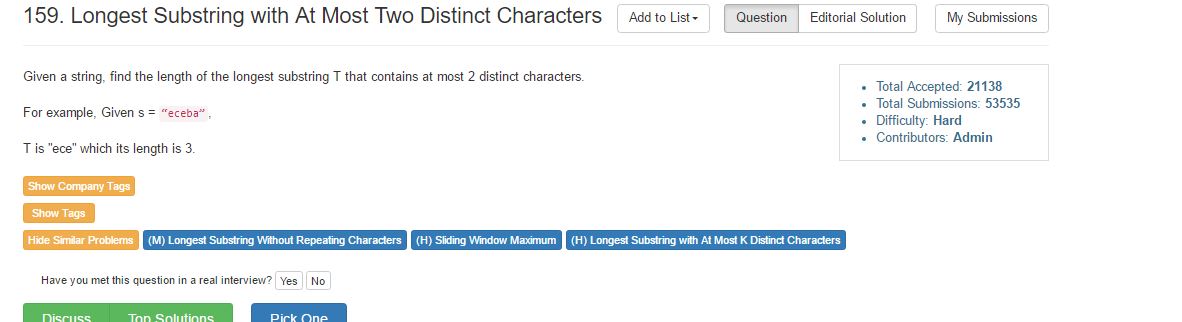 159. Longest Substring with At Most Two Distinct Characters Add to List Question Editorial Solution My Submissions
Given a string, find the length of the longest substring T that contains at most 2 distinct characters.
For example, Given s = “eceba”,
T is "ece" which its length is 3.
Total Accepted: 21138
Total Submissions: 53535
Difficulty: Hard
Contributors: Admin
Show Company Tags
Show Tags
Hide Similar Problems (M) Longest Substring Without Repeating Characters (H) Sliding Window Maximum (H) Longest Substring with At Most K Distinct Characters
Have you met this question in a real interview? Yes No
Discuss Top Solutions Pick One